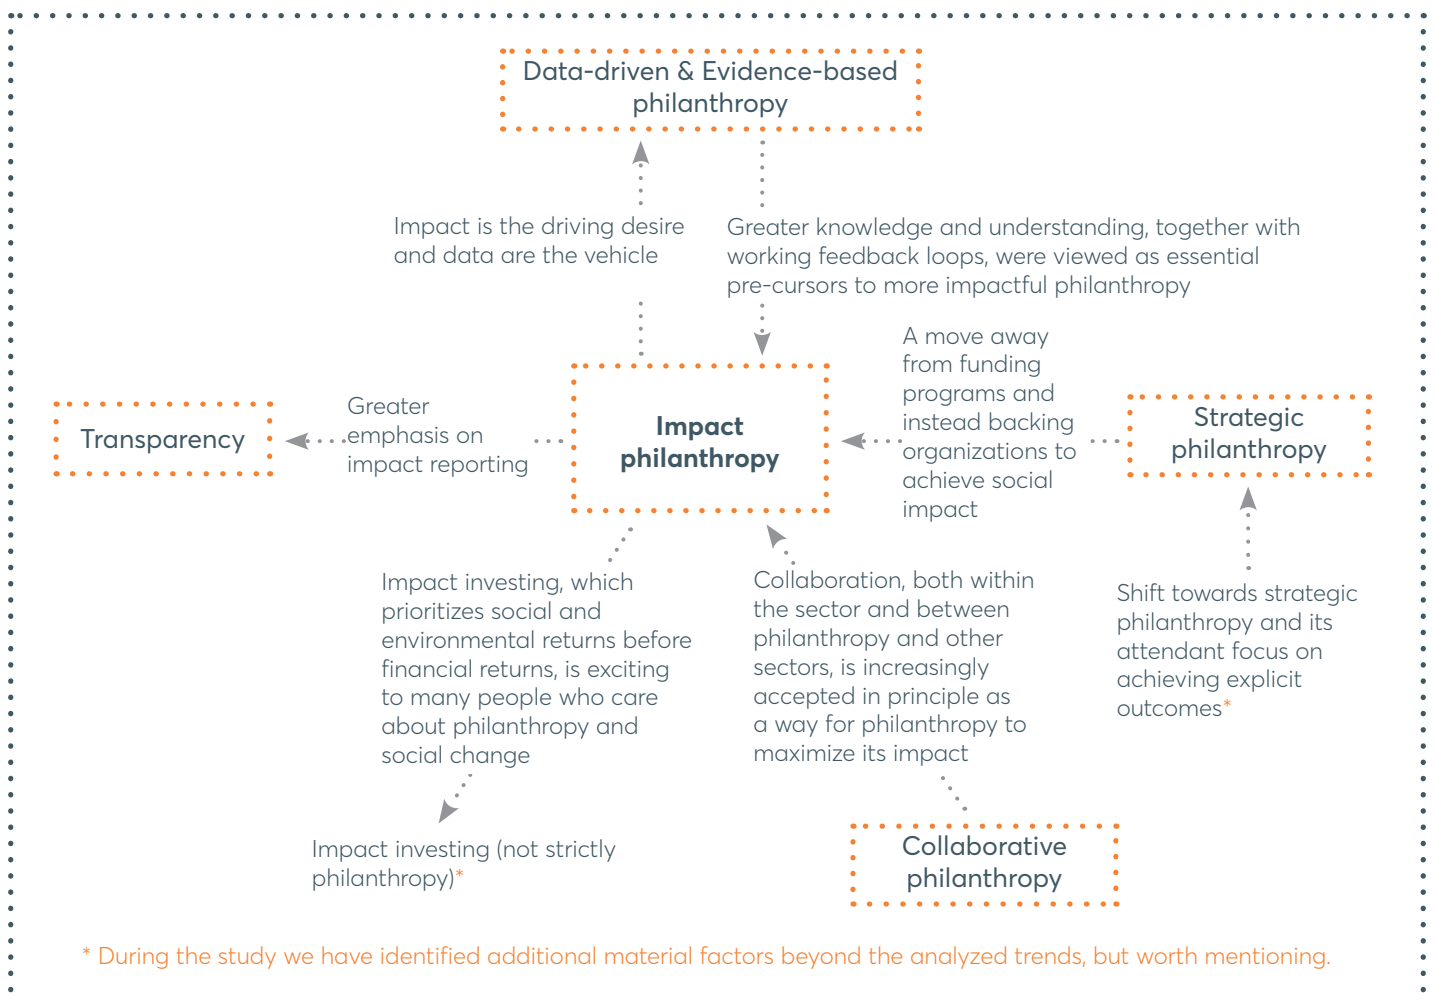 Data-driven & Evidence-based
philanthropy
Impact is the driving desire
and data are the vehicle
Greater knowledge and understanding, together with
working feedback loops, were viewed as essential
pre-cursors to more impactful philanthropy
Transparency
Greater
emphasis on
impact reporting
Impact
philanthropy
A move away
from funding
programs and
instead backing
organizations to
achieve social
impact
Strategic
philanthropy
Impact investing, which
prioritizes social and
environmental returns before
financial returns, is exciting
to many people who care
about philanthropy and
social change
Collaboration, both within
the sector and between
philanthropy and other
sectors, is increasingly
accepted in principle as
a way for philanthropy to
maximize its impact
Shift towards strategic
philanthropy and its
attendant focus on
achieving explicit
outcomes*
Impact investing (not strictly
philanthropy)*
Collaborative
philanthropy
* During the study we have identified additional material factors beyond the analyzed trends, but worth mentioning.